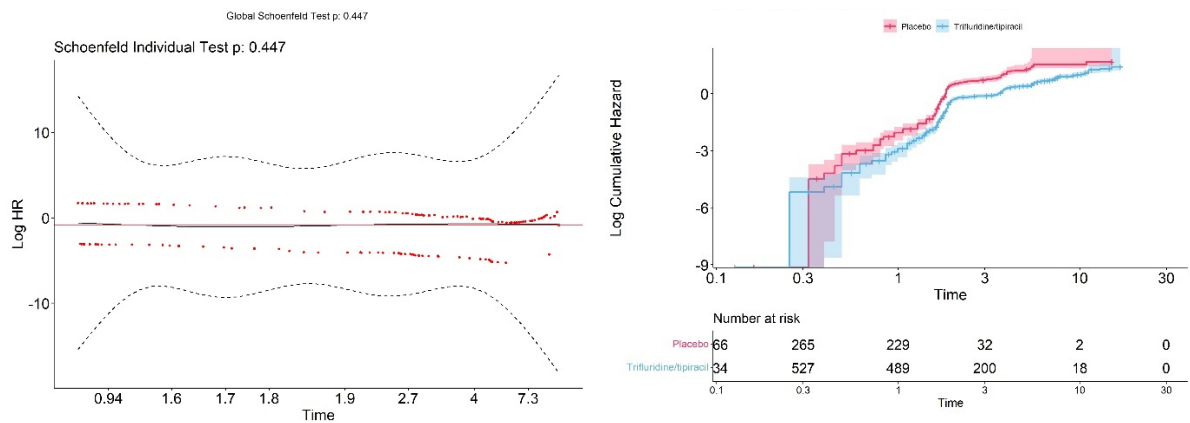 Global Schoenfeld Test p: 0.447
Schoenfeld Individual Test p: 0.447
Log HR
10
0
-10
0.94 1.6 1.8 1.9 2.7 4 7.3
Time
Placebo Trifluridine/tipiracil
Log Cumulative Hazard
0
-3
-6
-9
0.1 0.3 1 3 10 30
Time
Number at risk
Placebo 66 265 229 32 2 0
Trifluridine/tipiracil 34 527 489 200 18 0
0.1 0.3 1 3 10 30
Time